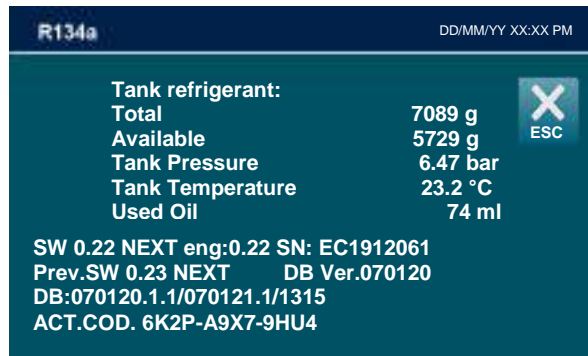 R134a DD/MM/YY XX:XX PM
Tank refrigerant:
Total 7089 g
Available 5729 g
ESC
Tank Pressure 6.47 bar
Tank Temperature 23.2 °C
Used Oil 74 ml
SW 0.22 NEXT eng:0.22 SN: EC1912061
Prev.SW 0.23 NEXT DB Ver.070120
DB:070120.1.1/070121.1/1315
ACT.COD. 6K2P-A9X7-9HU4